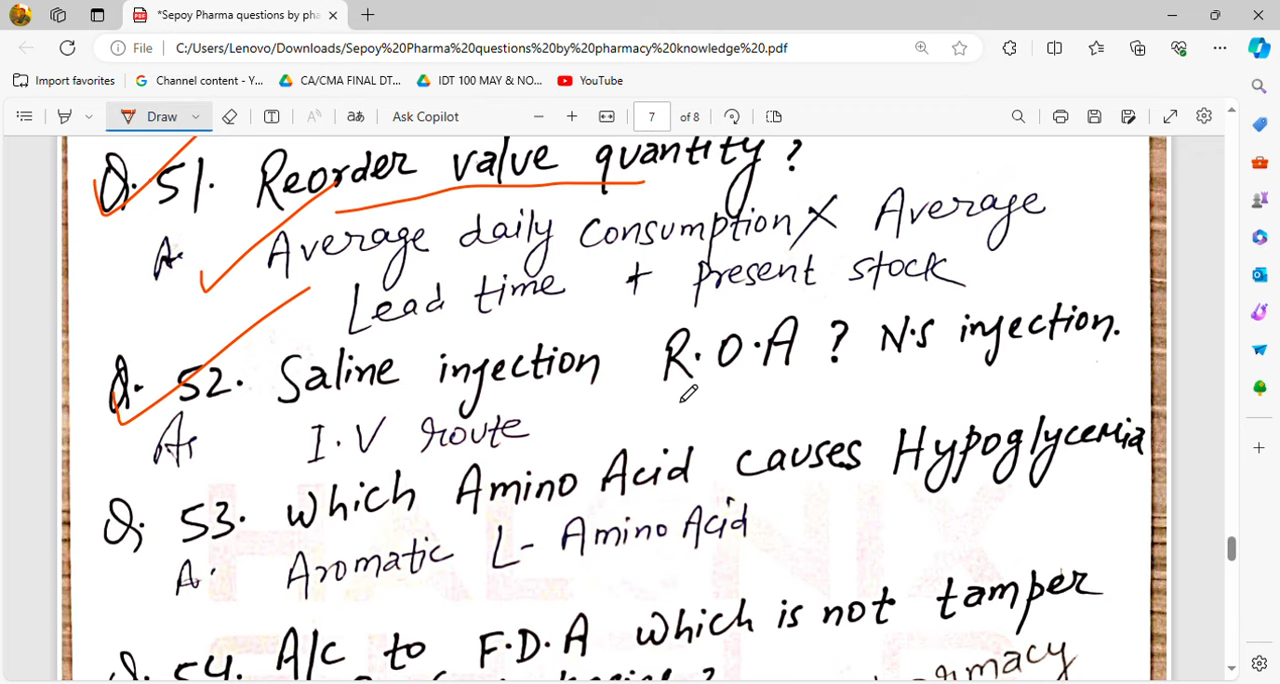 *Sepoy Pharma questions by pha
File C:/Users/Lenovo/Downloads/Sepoy%20Pharma%20questions%20by%20pharmacy%20knowledge%20.pdf
Import favorites Channel content - Y... CA/CMA FINAL DT... IDT 100 MAY & NO... YouTube
Draw aあ Ask Copilot 7 of 8
Q. 51. Reorder value quantity?
A. Average daily consumption X Average
Lead time + present stock
Q. 52. Saline injection R.O.A ? N.S injection.
A. I.V route
Q. 53. which Amino Acid causes Hypoglycemia
A. Aromatic L- Amino Acid
Q. 54. A/c to F.D.A which is not tamper